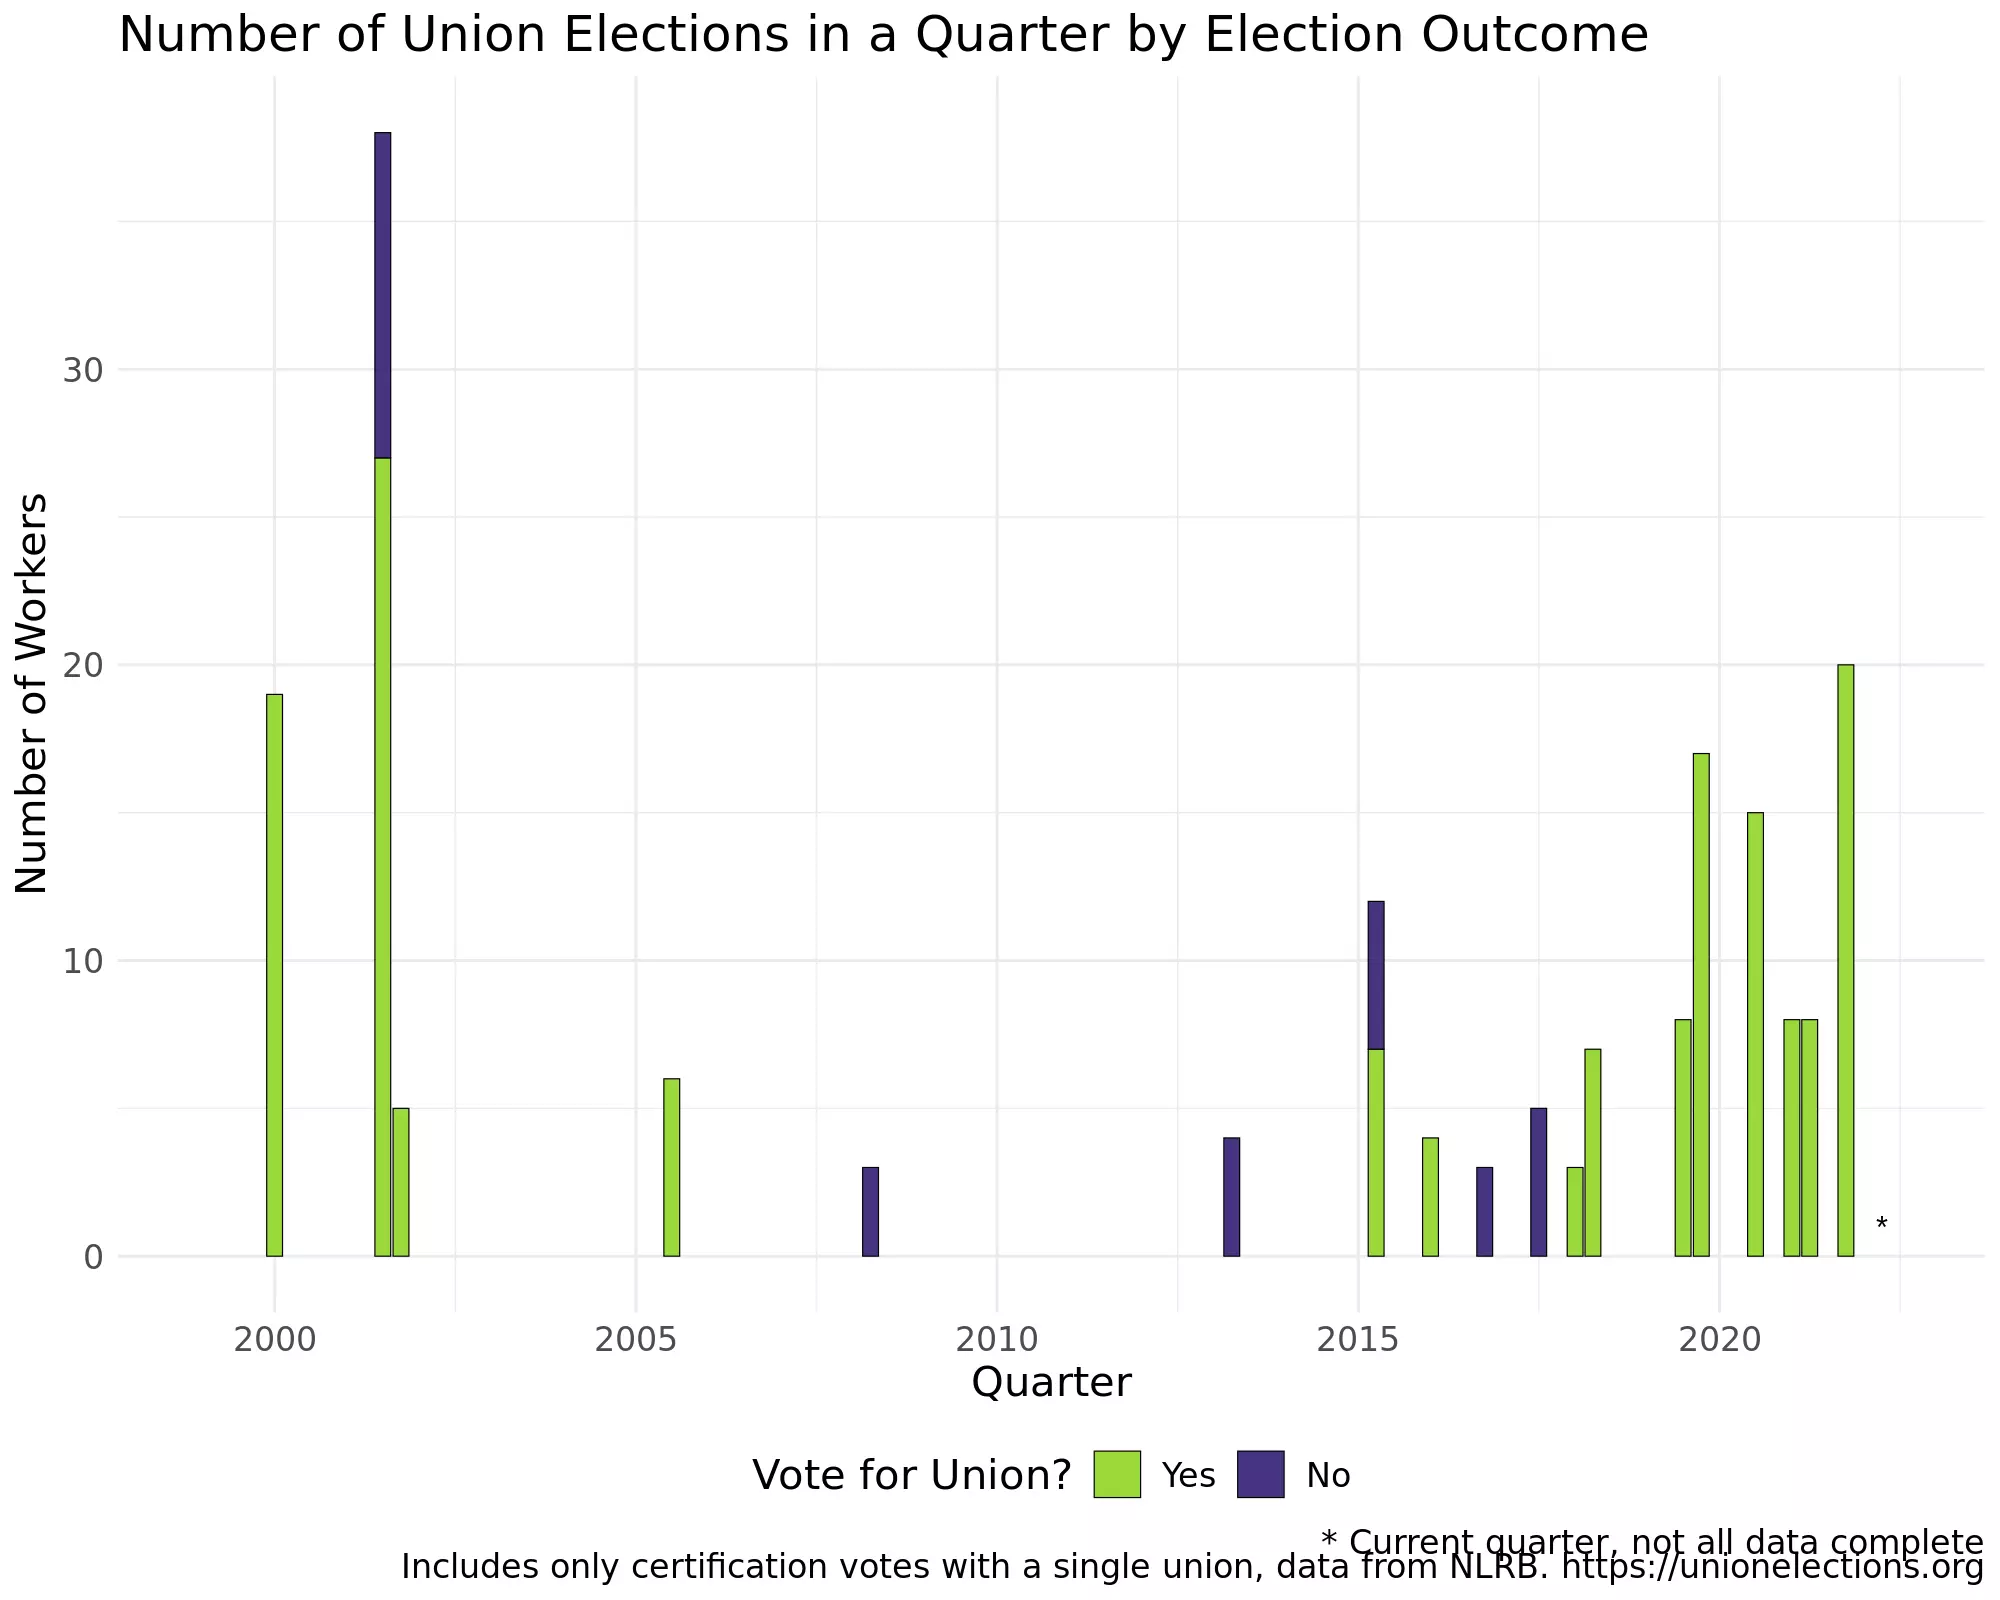 Number of Union Elections in a Quarter by Election Outcome
Number of Workers
30
20
10
0
*
2000 2005 2010 2015 2020
Quarter
Vote for Union? Yes No
* Current quarter, not all data complete
Includes only certification votes with a single union, data from NLRB. https://unionelections.org